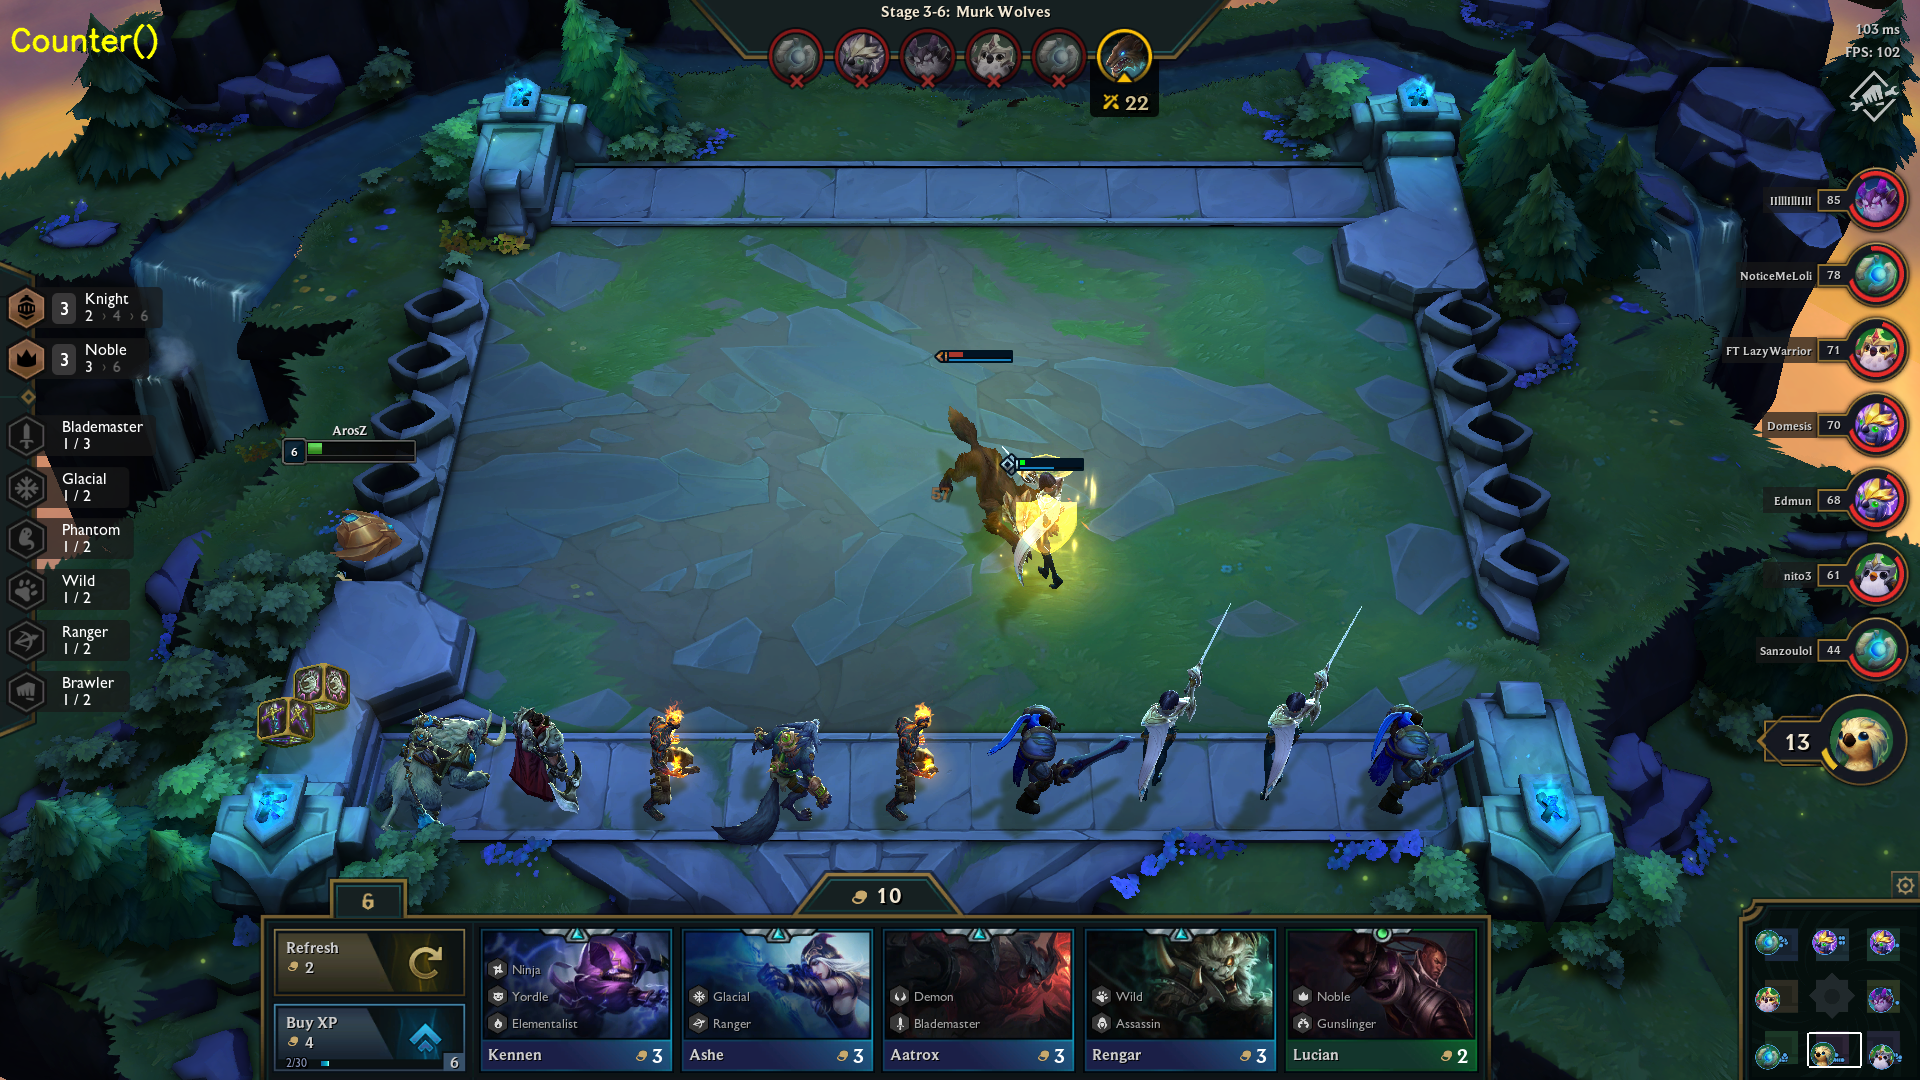 Counter()
Stage 3-6: Murk Wolves
22
103 ms
FPS: 102
IIllIllIIlII 85
NoticeMeLoli 78
FT LazyWarrior 71
Domesis 70
Edmun 68
nito3 61
Sanzoulol 44
13
3 Knight
2 › 4 › 6
3 Noble
3 › 6
Blademaster
1 / 3
Glacial
1 / 2
Phantom
1 / 2
Wild
1 / 2
Ranger
1 / 2
Brawler
1 / 2
ArosZ
6
57
6
10
Refresh
2
Buy XP
4
2/30
6
Ninja
Yordle
Elementalist
Kennen 3
Glacial
Ranger
Ashe 3
Demon
Blademaster
Aatrox 3
Wild
Assassin
Rengar 3
Noble
Gunslinger
Lucian 2